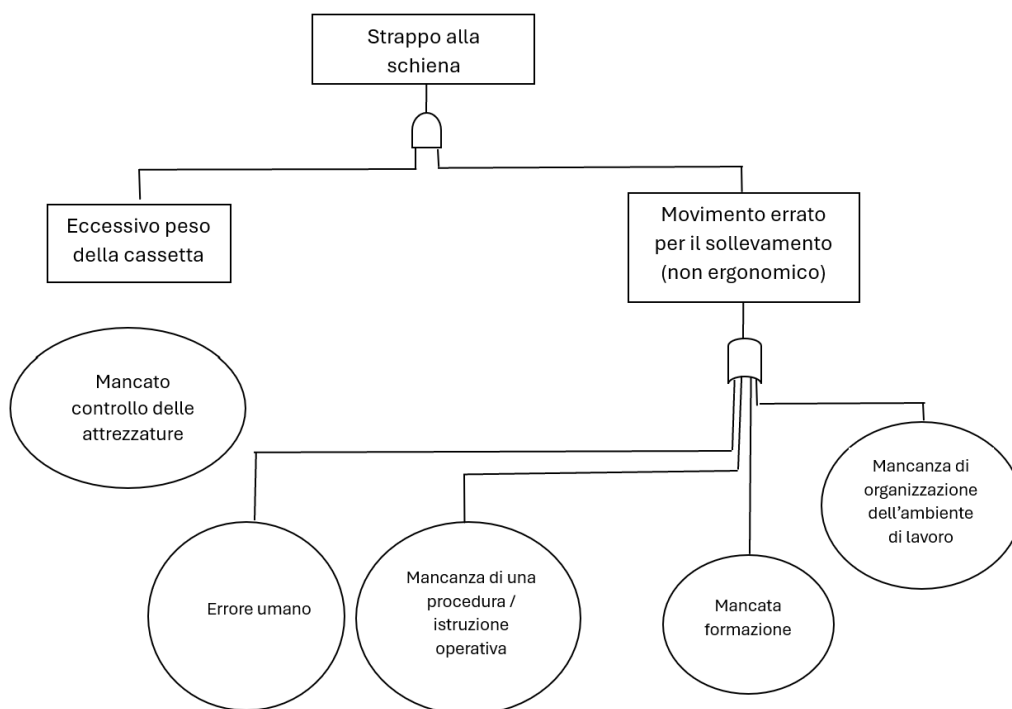 Strappo alla
schiena
Eccessivo peso
della cassetta
Movimento errato
per il sollevamento
(non ergonomico)
Mancato
controllo delle
attrezzature
Mancanza di
organizzazione
dell'ambiente
di lavoro
Errore umano
Mancanza di una
procedura /
istruzione
operativa
Mancata
formazione